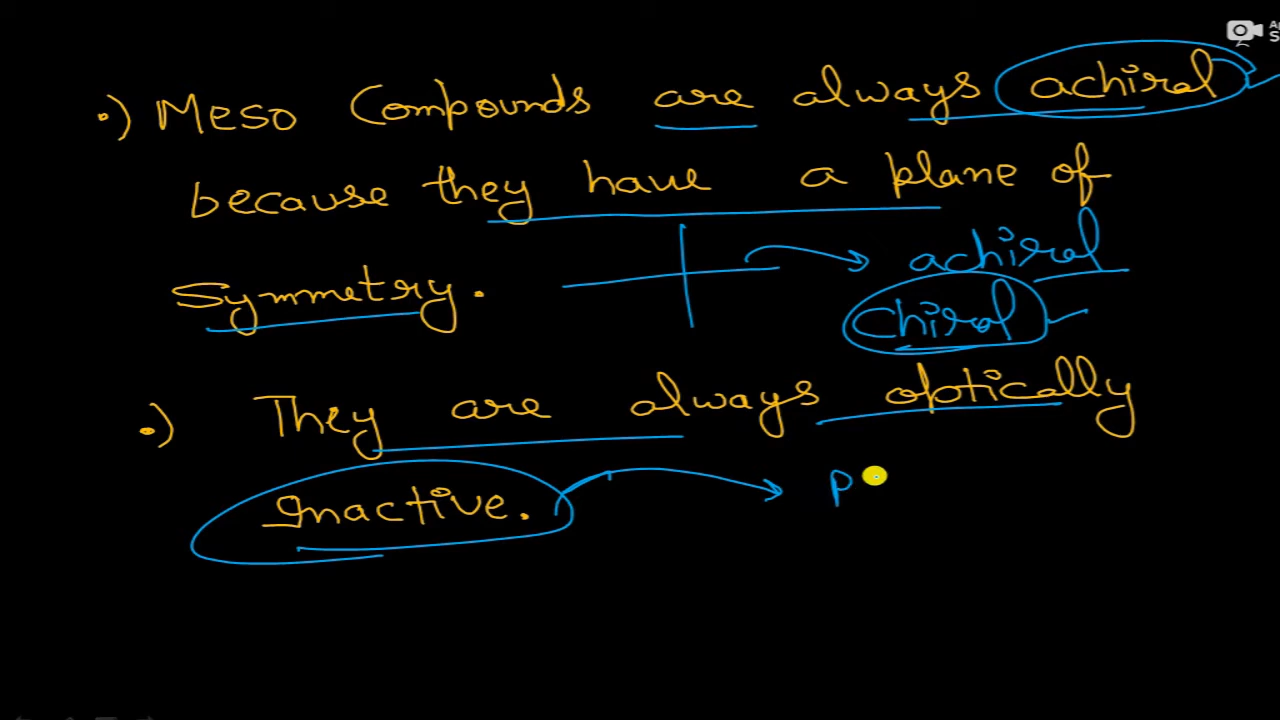 .) Meso Compounds are always achiral
because they have a plane of
achiral
Symmetry.
Chiral
.) They are always optically
Inactive.
P